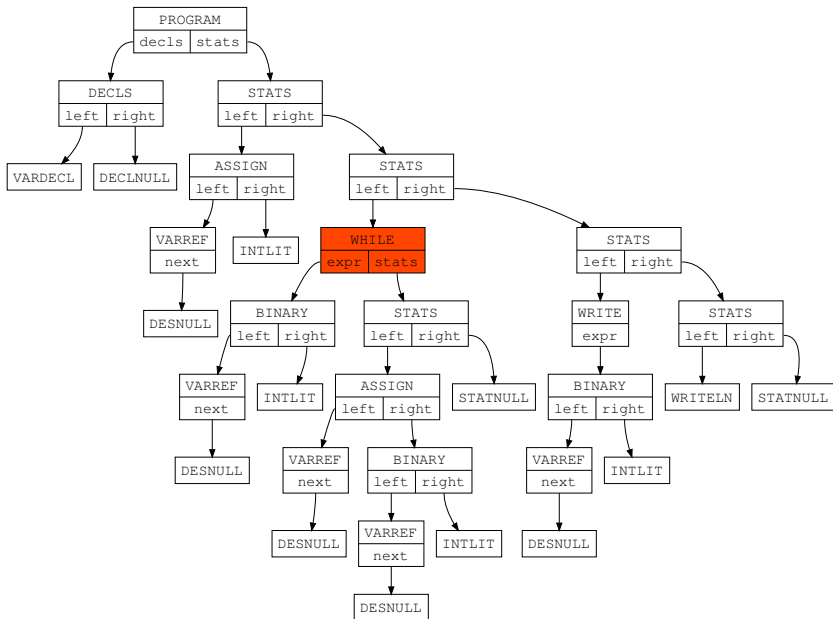 PROGRAM
decls stats
DECLS STATS
left right left right
VARDECL DECLNULL ASSIGN STATS
left right left right
VARREF INTLIT WHILE STATS
next expr stats left right
DESNULL BINARY STATS WRITE STATS
left right left right expr left right
VARREF INTLIT ASSIGN STATNULL BINARY WRITELN STATNULL
next left right left right
DESNULL VARREF BINARY VARREF INTLIT
next left right next
DESNULL VARREF INTLIT DESNULL
next
DESNULL